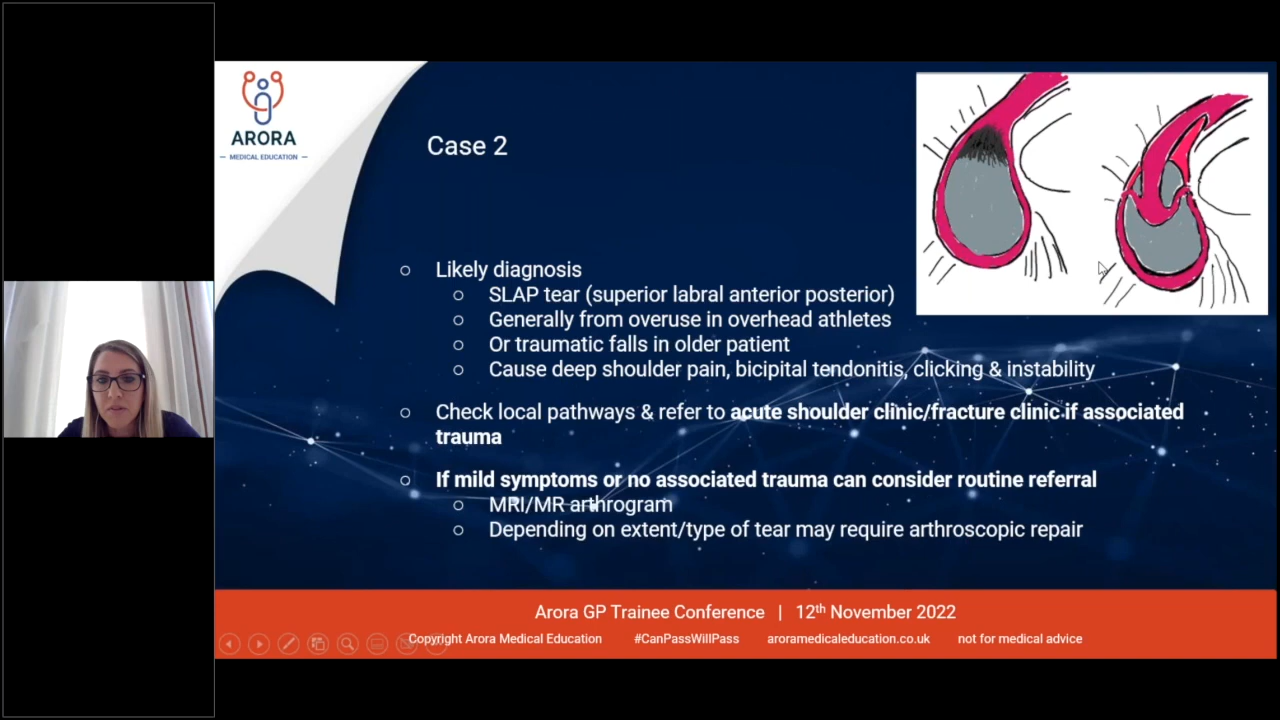 ARORA
MEDICAL EDUCATION
Case 2
Likely diagnosis
SLAP tear (superior labral anterior posterior)
Generally from overuse in overhead athletes
Or traumatic falls in older patient
Cause deep shoulder pain, bicipital tendonitis, clicking & instability
Check local pathways & refer to acute shoulder clinic/fracture clinic if associated
trauma
If mild symptoms or no associated trauma can consider routine referral
MRI/MR arthrogram
Depending on extent/type of tear may require arthroscopic repair
Arora GP Trainee Conference | 12th November 2022
Copyright Arora Medical Education #CanPassWillPass aroramedicaleducation.co.uk not for medical advice